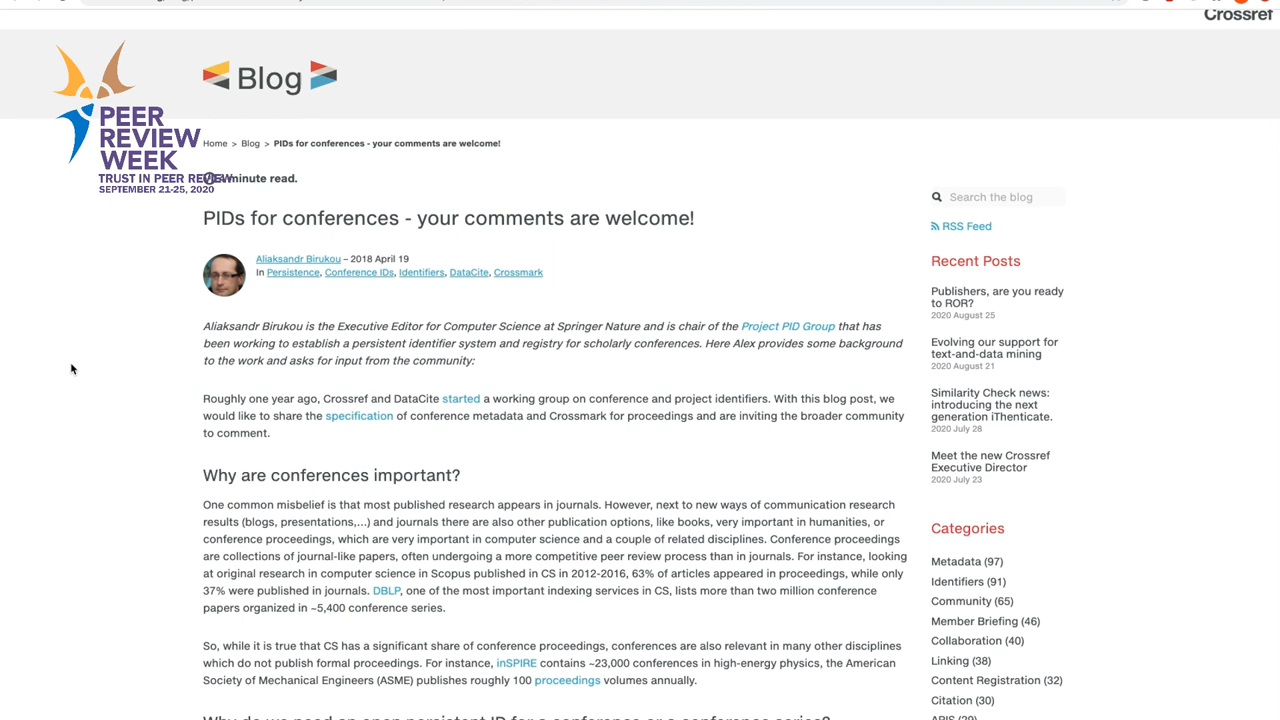 Crossref
Blog
PEER
REVIEW
WEEK
TRUST IN PEER REVIEW
SEPTEMBER 21-25, 2020
Home > Blog > PIDs for conferences - your comments are welcome!
minute read.
PIDs for conferences - your comments are welcome!
Aliaksandr Birukou – 2018 April 19
In Persistence, Conference IDs, Identifiers, DataCite, Crossmark
Aliaksandr Birukou is the Executive Editor for Computer Science at Springer Nature and is chair of the Project PID Group that has
been working to establish a persistent identifier system and registry for scholarly conferences. Here Alex provides some background
to the work and asks for input from the community:
Roughly one year ago, Crossref and DataCite started a working group on conference and project identifiers. With this blog post, we
would like to share the specification of conference metadata and Crossmark for proceedings and are inviting the broader community
to comment.
Why are conferences important?
One common misbelief is that most published research appears in journals. However, next to new ways of communication research
results (blogs, presentations,...) and journals there are also other publication options, like books, very important in humanities, or
conference proceedings, which are very important in computer science and a couple of related disciplines. Conference proceedings
are collections of journal-like papers, often undergoing a more competitive peer review process than in journals. For instance, looking
at original research in computer science in Scopus published in CS in 2012-2016, 63% of articles appeared in proceedings, while only
37% were published in journals. DBLP, one of the most important indexing services in CS, lists more than two million conference
papers organized in ~5,400 conference series.
So, while it is true that CS has a significant share of conference proceedings, conferences are also relevant in many other disciplines
which do not publish formal proceedings. For instance, inSPIRE contains ~23,000 conferences in high-energy physics, the American
Society of Mechanical Engineers (ASME) publishes roughly 100 proceedings volumes annually.
Why do we need an open persistent ID for a conference or a conference series?
Search the blog
RSS Feed
Recent Posts
Publishers, are you ready
to ROR?
2020 August 25
Evolving our support for
text-and-data mining
2020 August 21
Similarity Check news:
introducing the next
generation iThenticate.
2020 July 28
Meet the new Crossref
Executive Director
2020 July 23
Categories
Metadata (97)
Identifiers (91)
Community (65)
Member Briefing (46)
Collaboration (40)
Linking (38)
Content Registration (32)
Citation (30)
APIS (29)